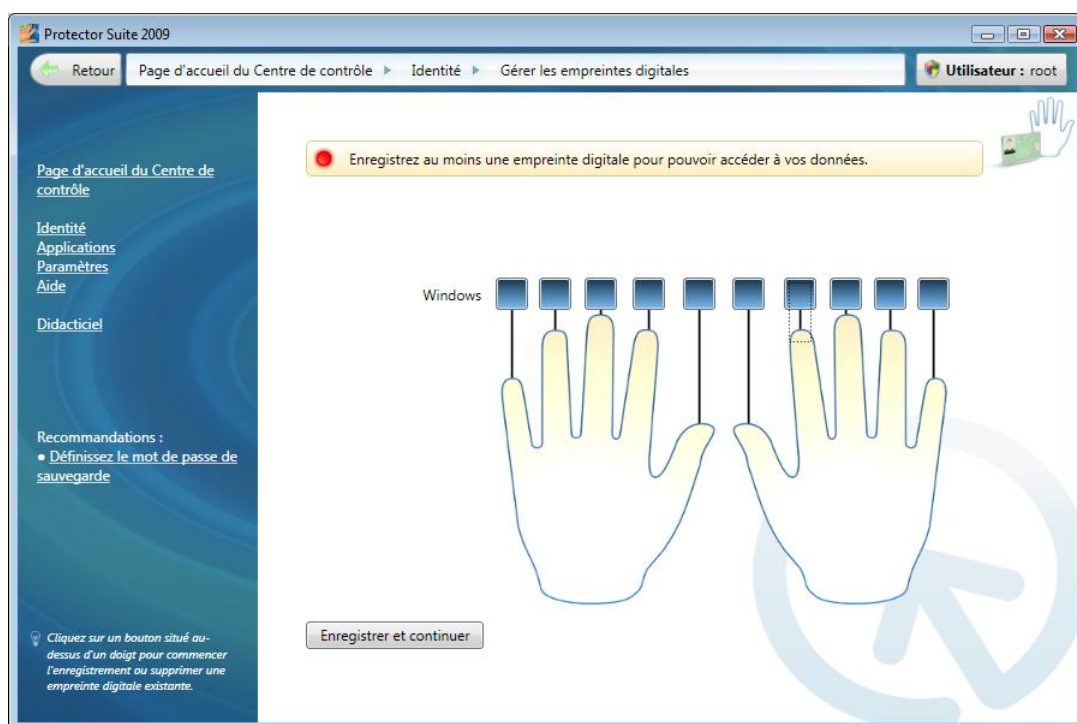 Protector Suite 2009
Retour Page d'accueil du Centre de contrôle Identité Gérer les empreintes digitales Utilisateur : root
Enregistrez au moins une empreinte digitale pour pouvoir accéder à vos données.
Page d'accueil du Centre de
contrôle
Identité
Applications
Paramètres
Aide
Didacticiel
Windows
Recommandations :
● Définissez le mot de passe de
sauvegarde
Enregistrer et continuer
Cliquez sur un bouton situé au-
dessus d'un doigt pour commencer
l'enregistrement ou supprimer une
empreinte digitale existante.